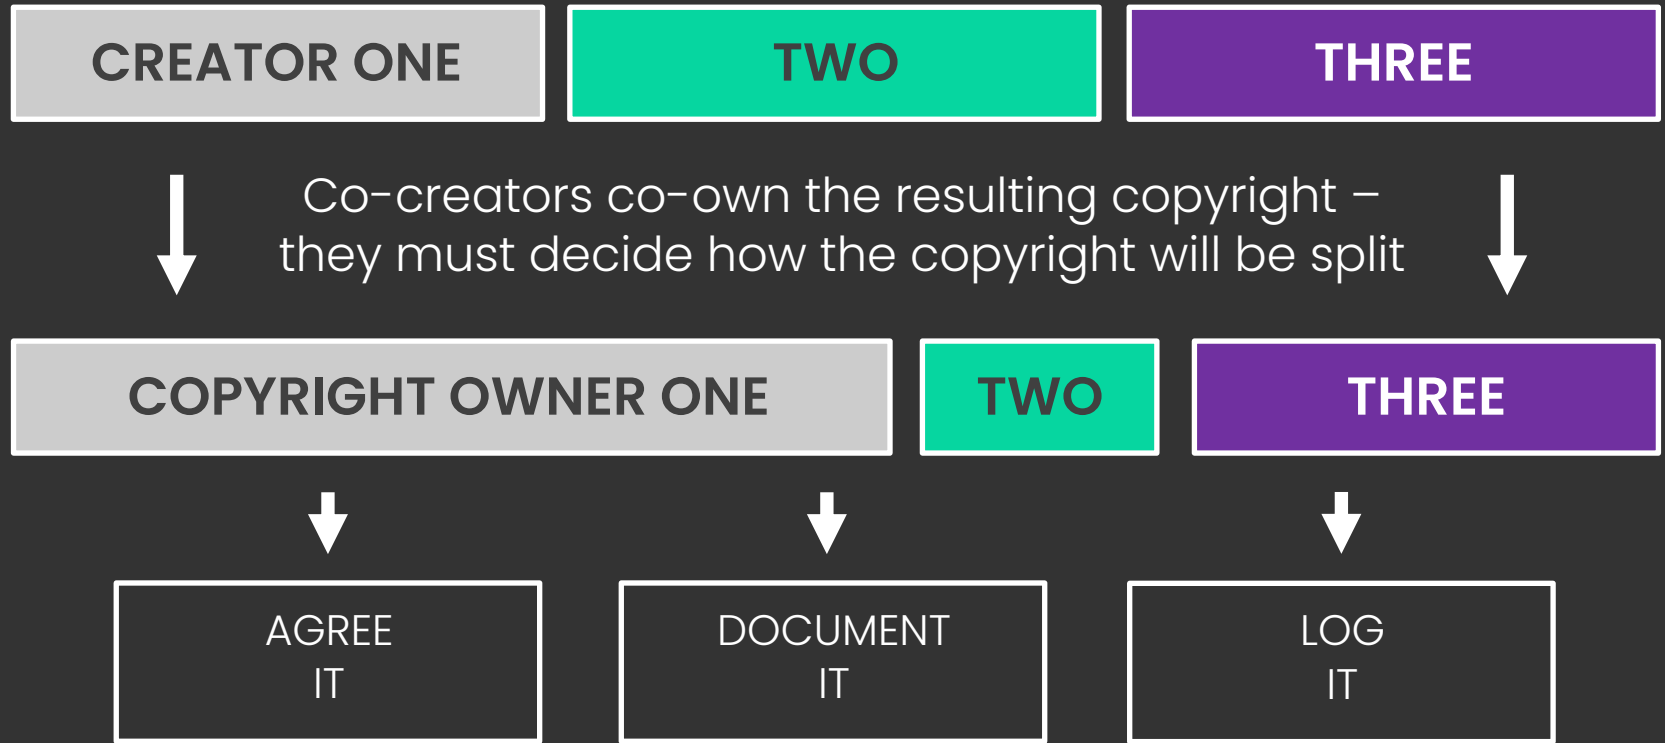 CREATOR ONE
TWO
THREE
Co-creators co-own the resulting copyright –
they must decide how the copyright will be split
COPYRIGHT OWNER ONE
TWO
THREE
AGREE
IT
DOCUMENT
IT
LOG
IT